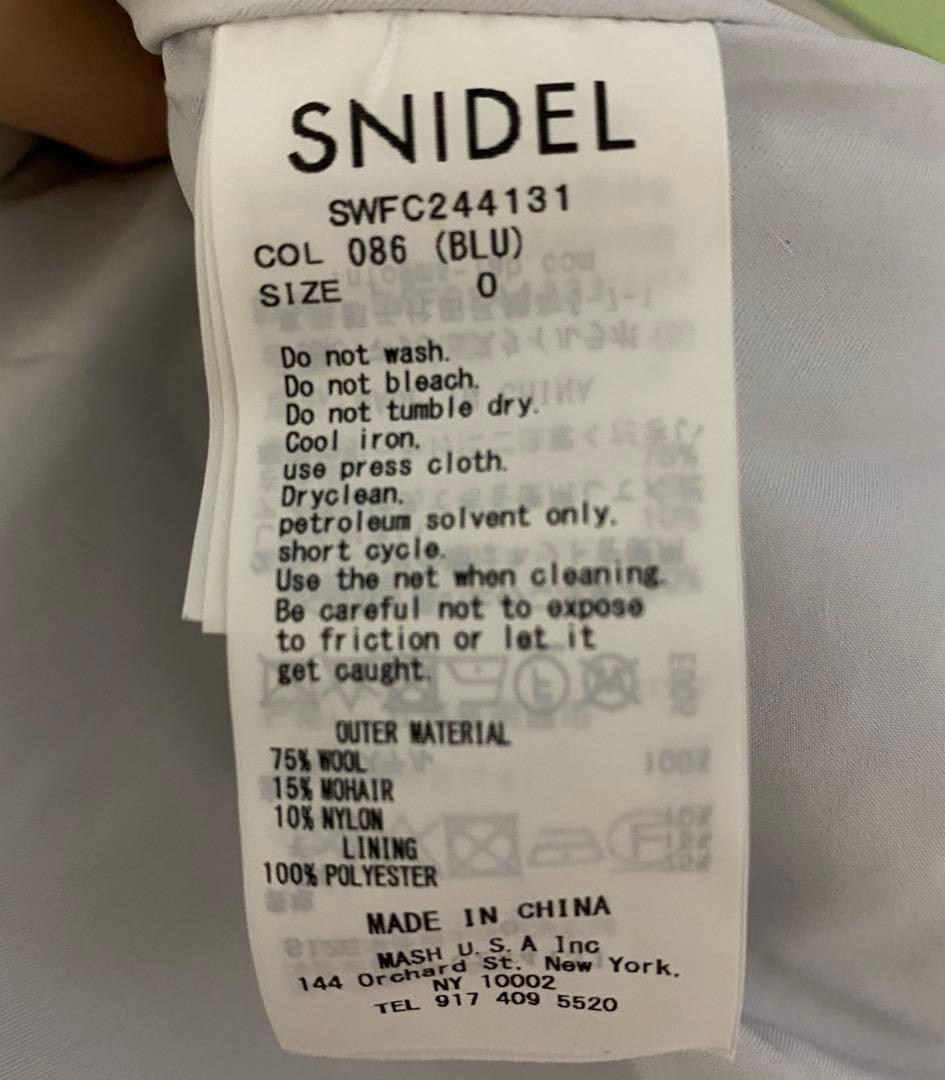 SNIDEL
SWFC244131
COL 086 (BLU)
SIZE 0
Do not wash.
Do not bleach.
Do not tumble dry.
Cool iron.
use press cloth.
Dryclean.
petroleum solvent only.
short cycle.
Use the net when cleaning.
Be careful not to expose
to friction or let it
get caught.
OUTER MATERIAL
75% WOOL
15% MOHAIR
10% NYLON
LINING
100% POLYESTER
MADE IN CHINA
MASH U.S.A Inc
144 Orchard St. New York.
NY 10002
TEL 917 409 5520